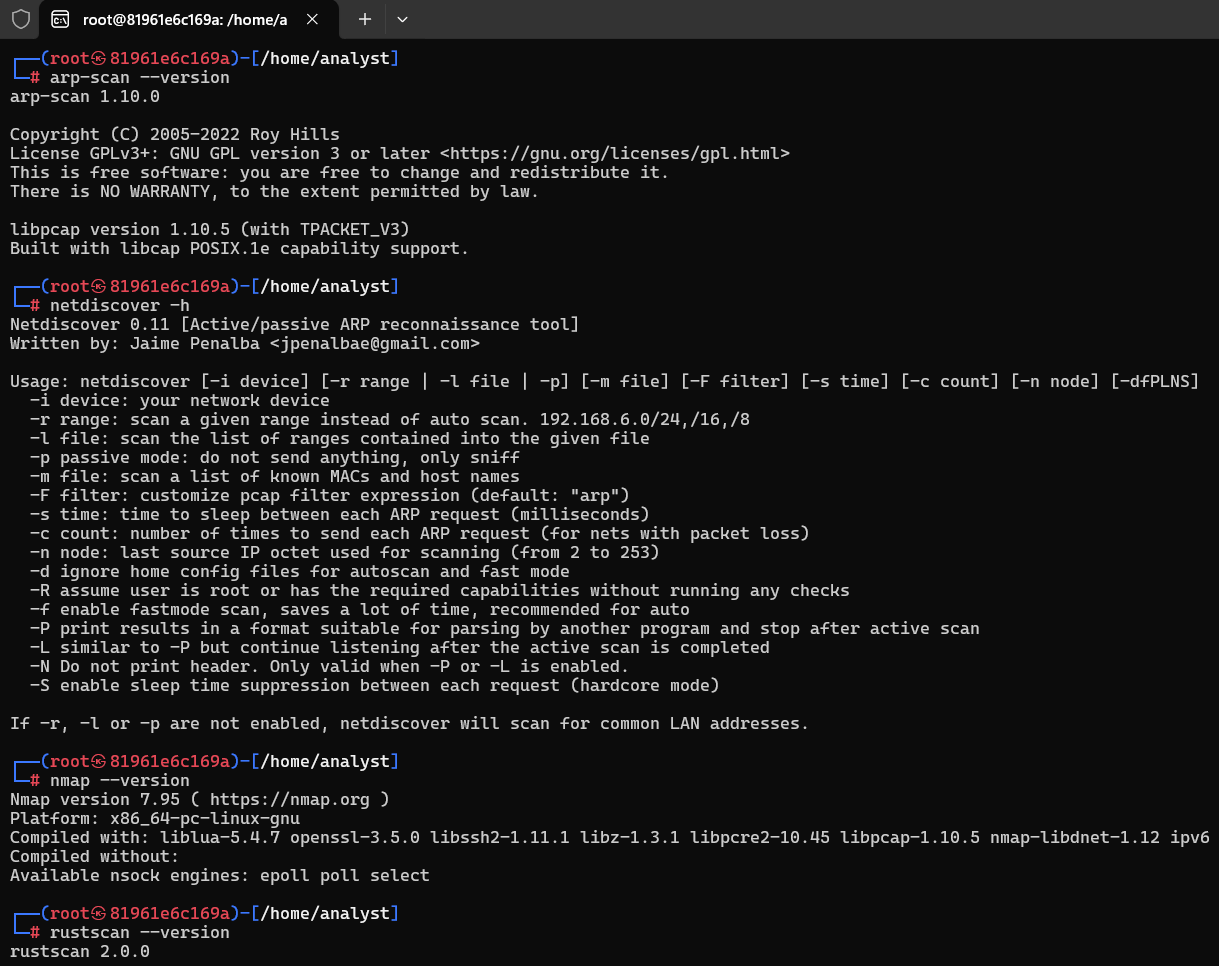 root@81961e6c169a: /home/a
┌──(root㉿81961e6c169a)-[/home/analyst]
└─# arp-scan --version
arp-scan 1.10.0

Copyright (C) 2005-2022 Roy Hills
License GPLv3+: GNU GPL version 3 or later <https://gnu.org/licenses/gpl.html>
This is free software: you are free to change and redistribute it.
There is NO WARRANTY, to the extent permitted by law.

libpcap version 1.10.5 (with TPACKET_V3)
Built with libcap POSIX.1e capability support.

┌──(root㉿81961e6c169a)-[/home/analyst]
└─# netdiscover -h
Netdiscover 0.11 [Active/passive ARP reconnaissance tool]
Written by: Jaime Penalba <jpenalbae@gmail.com>

Usage: netdiscover [-i device] [-r range | -l file | -p] [-m file] [-F filter] [-s time] [-c count] [-n node] [-dfPLNS]
  -i device: your network device
  -r range: scan a given range instead of auto scan. 192.168.6.0/24,/16,/8
  -l file: scan the list of ranges contained into the given file
  -p passive mode: do not send anything, only sniff
  -m file: scan a list of known MACs and host names
  -F filter: customize pcap filter expression (default: "arp")
  -s time: time to sleep between each ARP request (milliseconds)
  -c count: number of times to send each ARP request (for nets with packet loss)
  -n node: last source IP octet used for scanning (from 2 to 253)
  -d ignore home config files for autoscan and fast mode
  -R assume user is root or has the required capabilities without running any checks
  -f enable fastmode scan, saves a lot of time, recommended for auto
  -P print results in a format suitable for parsing by another program and stop after active scan
  -L similar to -P but continue listening after the active scan is completed
  -N Do not print header. Only valid when -P or -L is enabled.
  -S enable sleep time suppression between each request (hardcore mode)

If -r, -l or -p are not enabled, netdiscover will scan for common LAN addresses.

┌──(root㉿81961e6c169a)-[/home/analyst]
└─# nmap --version
Nmap version 7.95 ( https://nmap.org )
Platform: x86_64-pc-linux-gnu
Compiled with: liblua-5.4.7 openssl-3.5.0 libssh2-1.11.1 libz-1.3.1 libpcre2-10.45 libpcap-1.10.5 nmap-libdnet-1.12 ipv6
Compiled without:
Available nsock engines: epoll poll select

┌──(root㉿81961e6c169a)-[/home/analyst]
└─# rustscan --version
rustscan 2.0.0